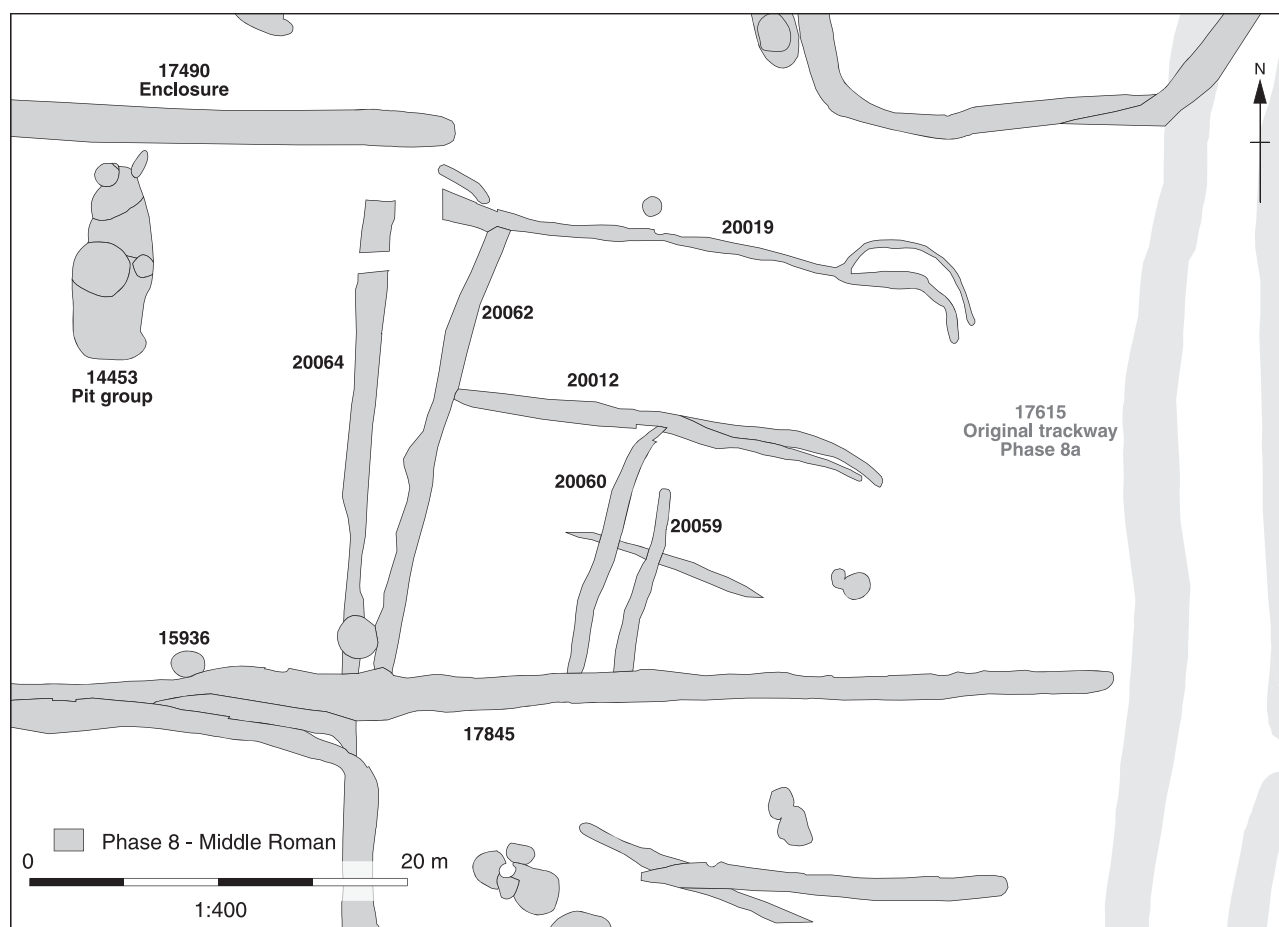 17490
Enclosure
N
20019
20062
20064
14453
Pit group
20012
17615
Original trackway
Phase 8a
20060
20059
15936
17845
Phase 8 - Middle Roman
0 20 m
1:400